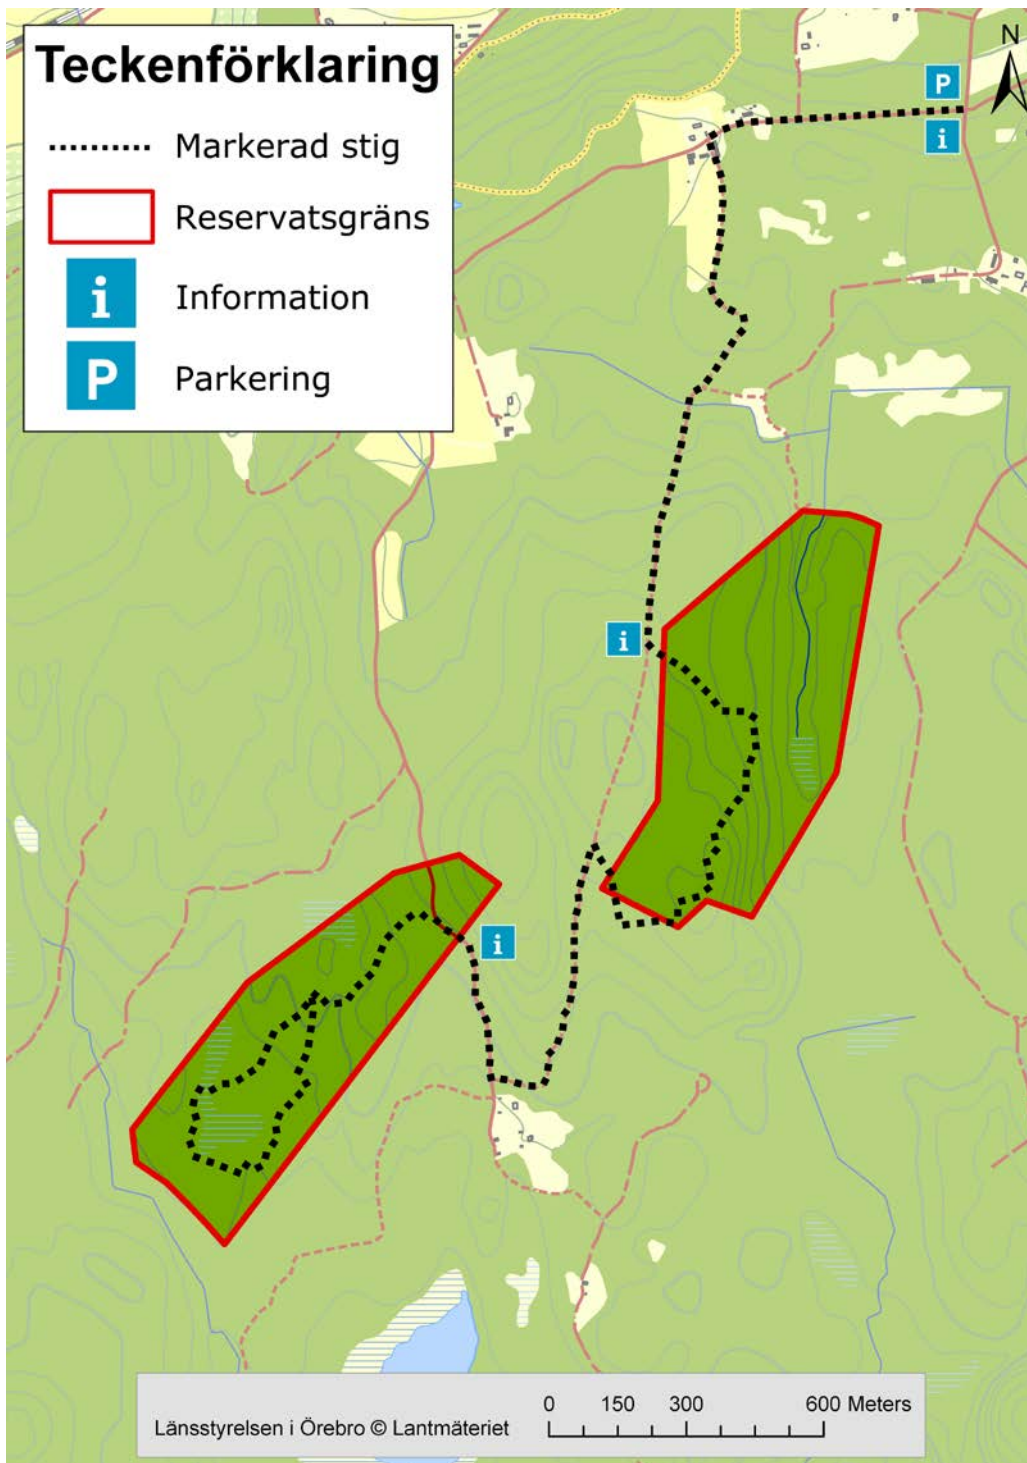 Teckenförklaring
Markerad stig
Reservatsgräns
i Information
P Parkering
N
P
i
i
i
0 150 300 600 Meters
Länsstyrelsen i Örebro © Lantmäteriet